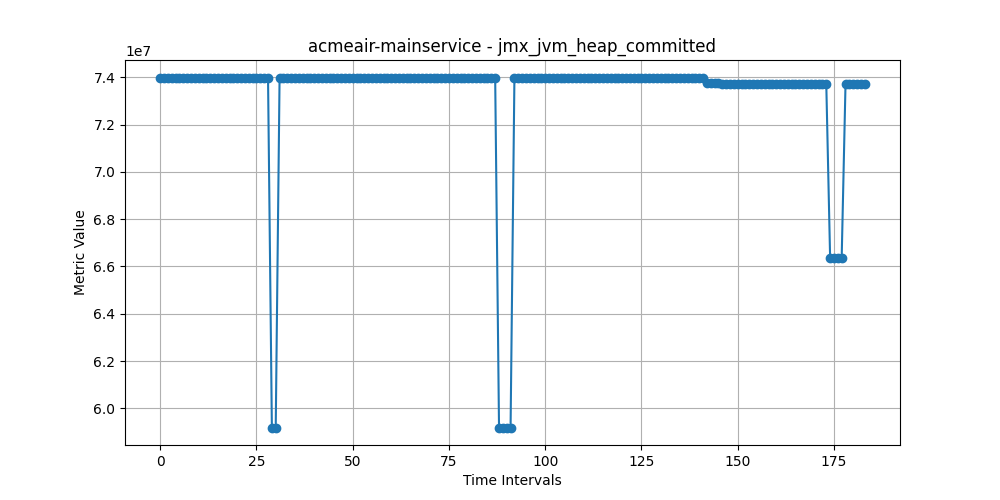 acmeair-mainservice - jmx_jvm_heap_committed
1e7
7.4
7.2
7.0
6.8
6.6
6.4
6.2
6.0
Metric Value
0 25 50 75 100 125 150 175
Time Intervals